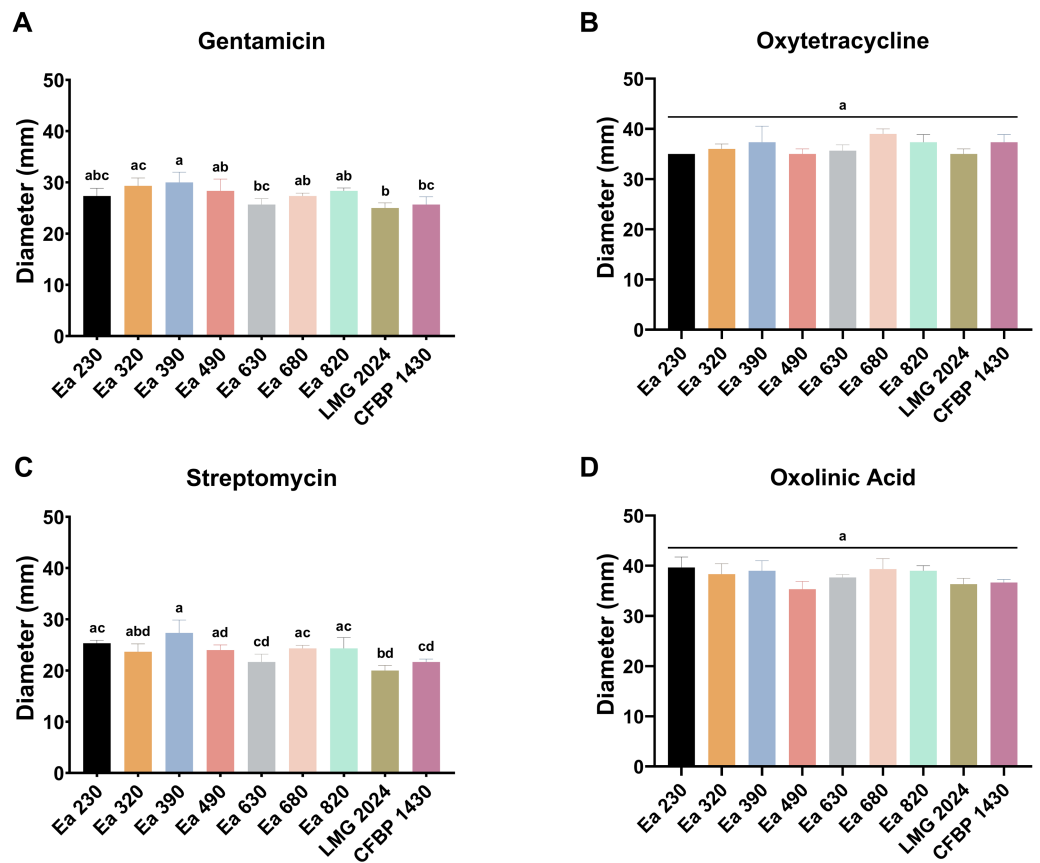 A
Gentamicin
Diameter (mm)
50
40
30
20
10
0
abc ac a ab bc ab ab b bc
Ea 230 Ea 320 Ea 390 Ea 490 Ea 630 Ea 680 Ea 820 LMG 2024 CFBP 1430
B
Oxytetracycline
Diameter (mm)
50
40
30
20
10
0
a
Ea 230 Ea 320 Ea 390 Ea 490 Ea 630 Ea 680 Ea 820 LMG 2024 CFBP 1430
C
Streptomycin
Diameter (mm)
50
40
30
20
10
0
ac abd a ad cd ac ac bd cd
Ea 230 Ea 320 Ea 390 Ea 490 Ea 630 Ea 680 Ea 820 LMG 2024 CFBP 1430
D
Oxolinic Acid
Diameter (mm)
50
40
30
20
10
0
a
Ea 230 Ea 320 Ea 390 Ea 490 Ea 630 Ea 680 Ea 820 LMG 2024 CFBP 1430